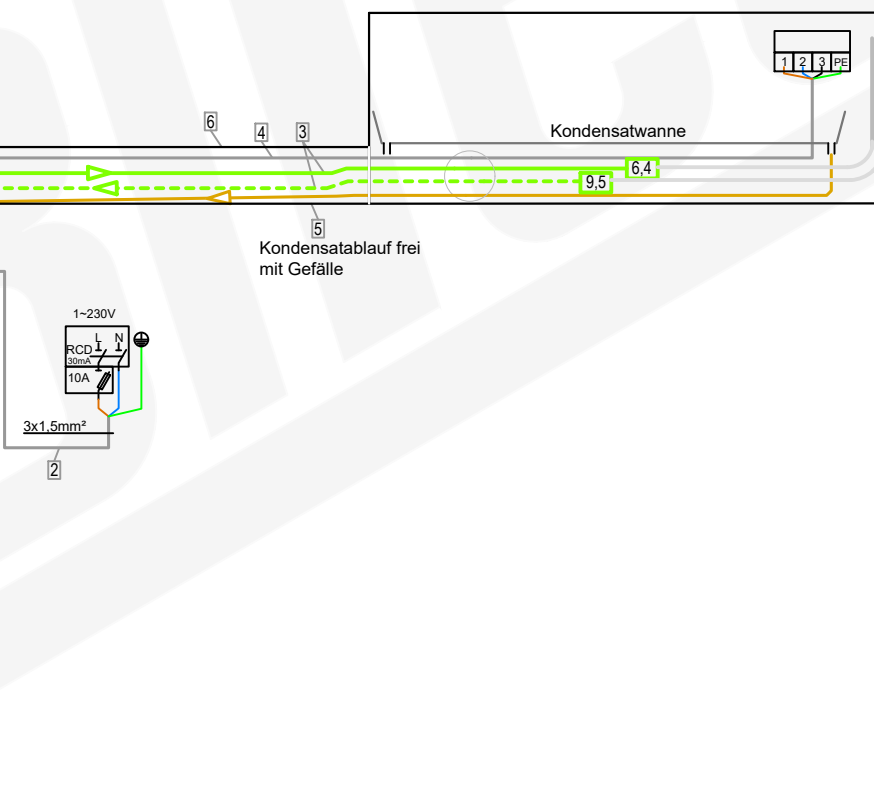 1 2 3 PE
6
4
3
Kondensatwanne
6,4
9,5
5
Kondensatablauf frei
mit Gefälle
1~230V
L N
RCD
30mA
10A
3x1,5mm²
2